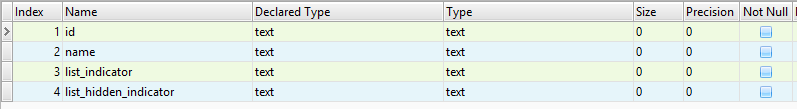 Index Name Declared Type Type Size Precision Not Null
1 id text text 0 0
2 name text text 0 0
3 list_indicator text text 0 0
4 list_hidden_indicator text text 0 0